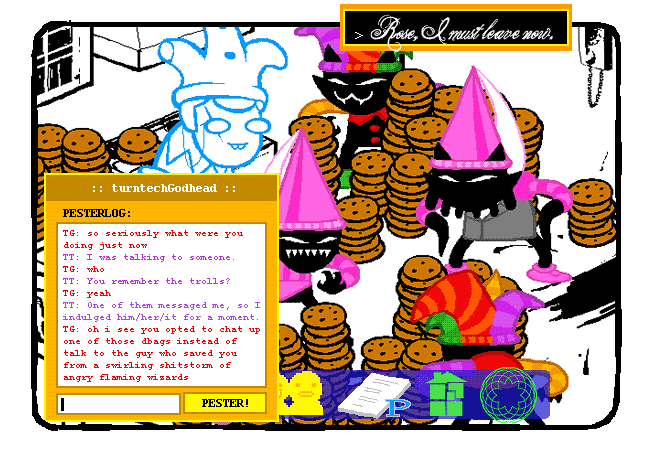 > Rose, I must leave now.
:: turntechGodhead ::
PESTERLOG:
TG: so seriously what were you
doing just now
TT: I was talking to someone.
TG: who
TT: You remember the trolls?
TG: yeah
TT: One of them messaged me, so I
indulged him/her/it for a moment.
TG: oh i see you opted to chat up
one of those dbags instead of
talk to the guy who saved you
from a swirling shitstorm of
angry flaming wizards
PESTER!
P